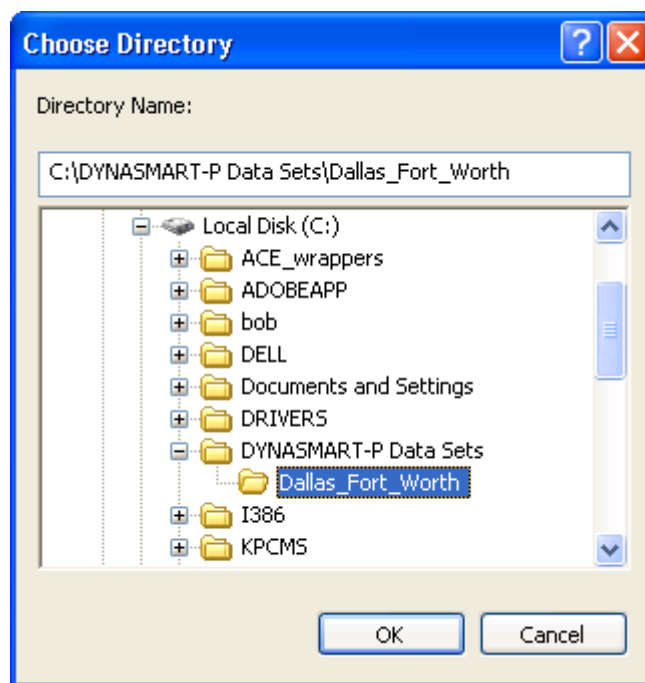 Choose Directory
Directory Name:
C:\DYNASMART-P Data Sets\Dallas_Fort_Worth
Local Disk (C:)
ACE_wrappers
ADOBEAPP
bob
DELL
Documents and Settings
DRIVERS
DYNASMART-P Data Sets
Dallas_Fort_Worth
I386
KPCMS
OK Cancel